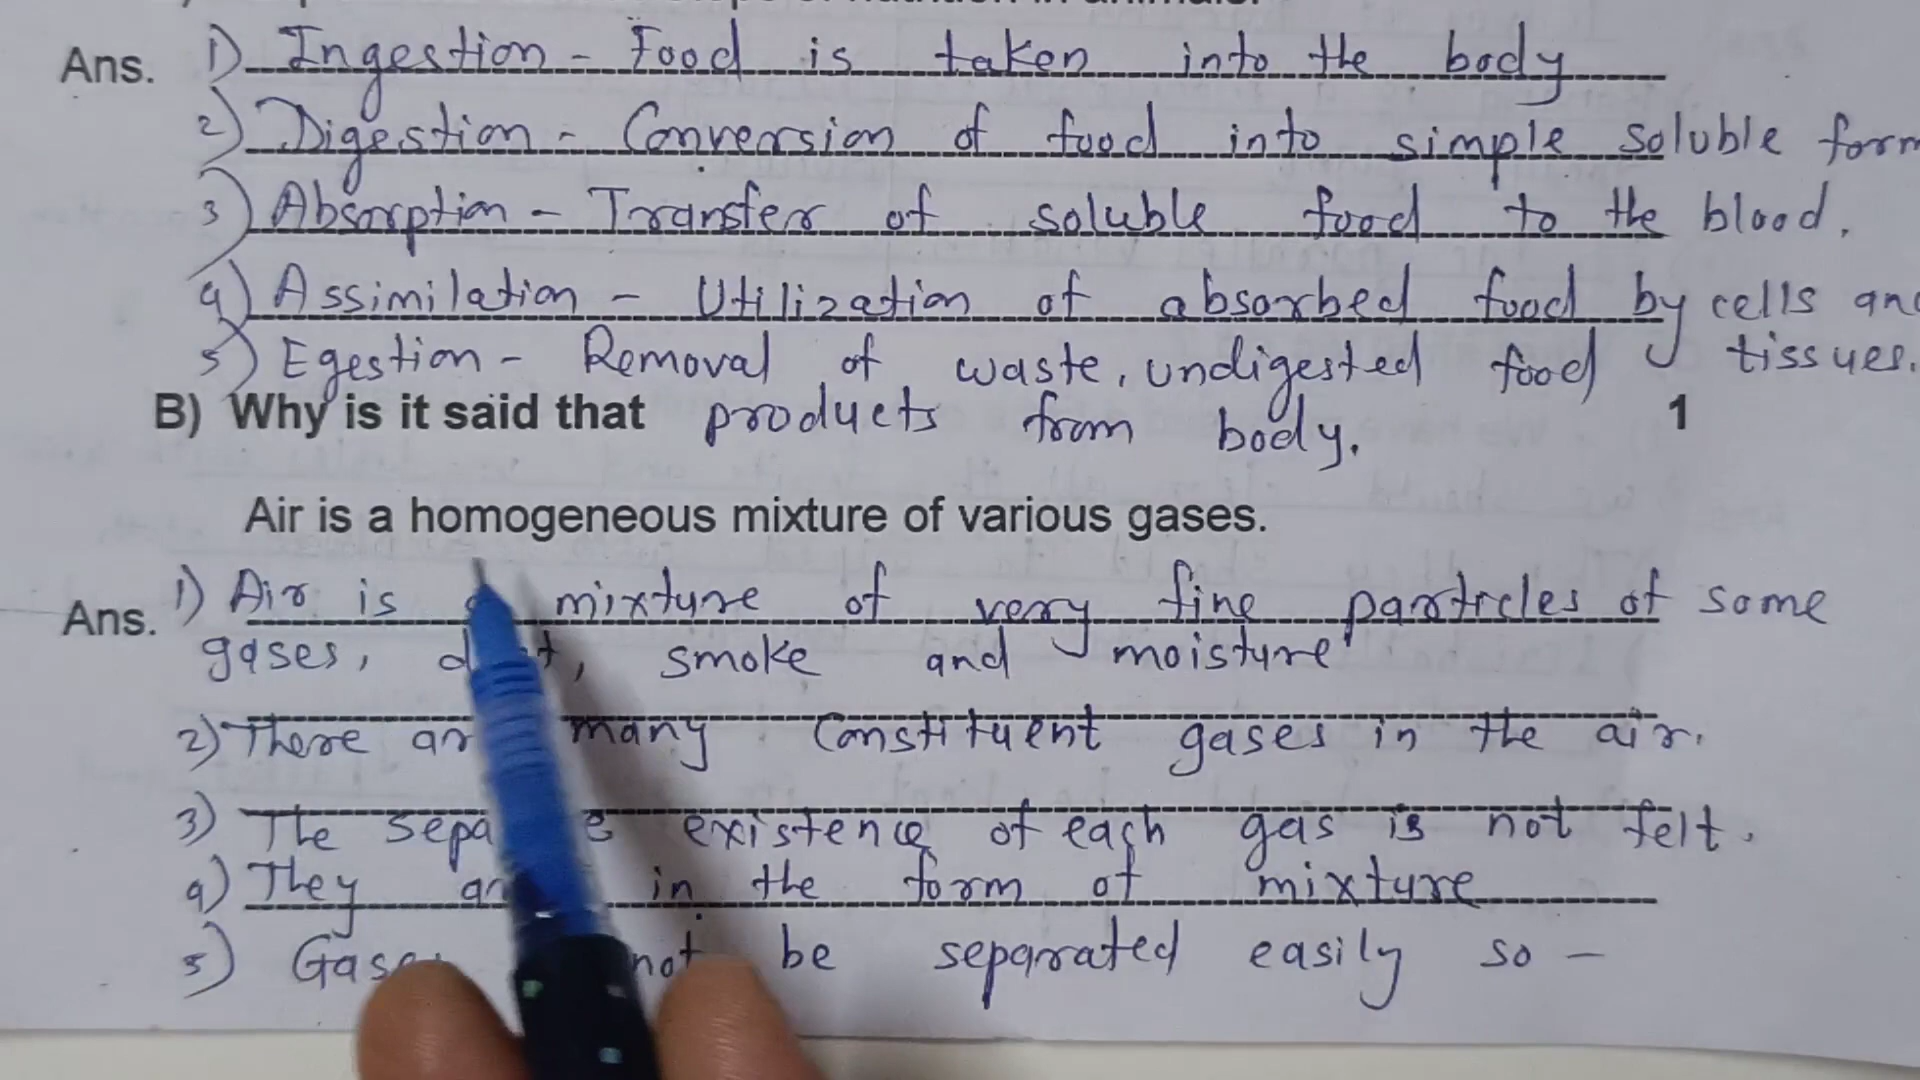 nutrition in animals.
Ans. 1) Ingestion - Food is taken into the body
2) Digestion - Conversion of food into simple soluble form
3) Absorption - Transfer of soluble food to the blood.
4) Assimilation - Utilization of absorbed food by cells and
5) Egestion - Removal of waste, undigested food tissues.
B) Why is it said that products from body. 1
Air is a homogeneous mixture of various gases.
Ans. 1) Air is mixture of very fine particles of some
gases, smoke and moisture
2) There many Constituent gases in the air.
3) The existence of each gas is not felt.
4) They in the form of mixture
5) not be separated easily so -